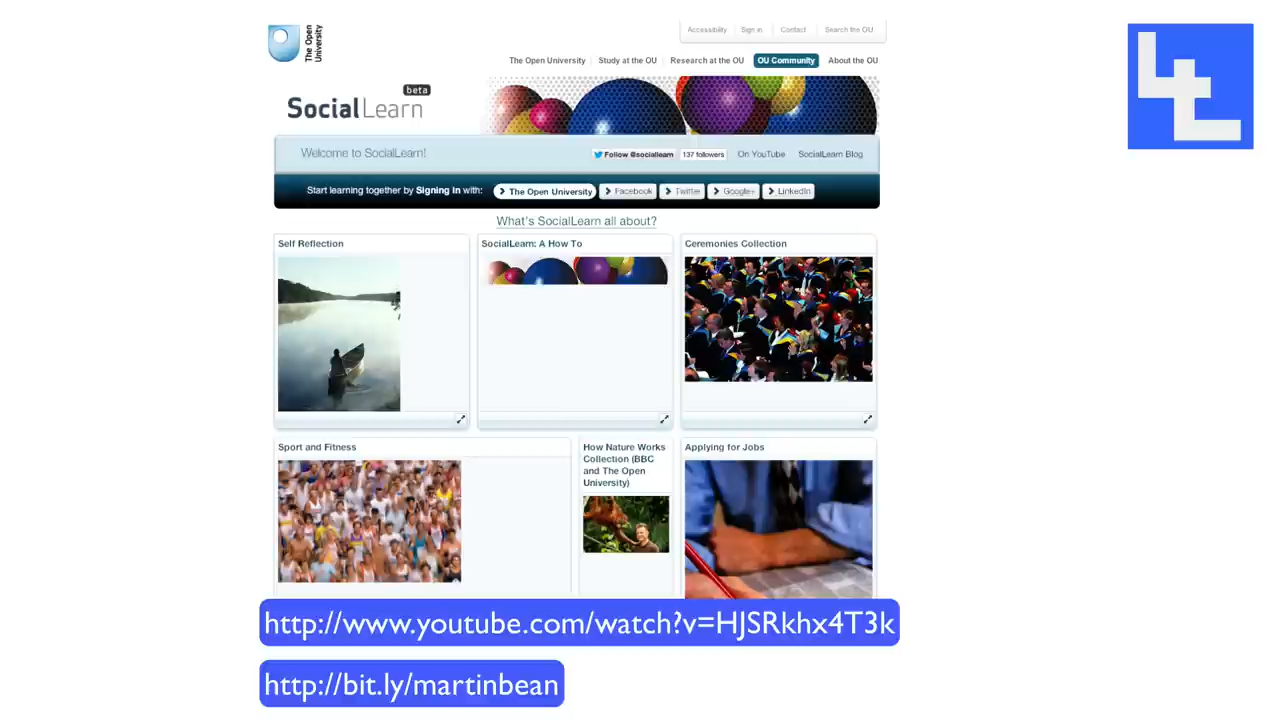 The Open
University
Accessibility Sign in Contact Search the OU
The Open University Study at the OU Research at the OU OU Community About the OU
SocialLearn beta
Welcome to SocialLearn!
Follow @sociallearn 137 followers On YouTube SocialLearn Blog
Start learning together by Signing In with: The Open University Facebook Twitter Google+ LinkedIn
What's SocialLearn all about?
Self Reflection
SocialLearn: A How To
Ceremonies Collection
Sport and Fitness
How Nature Works
Collection (BBC
and The Open
University)
Applying for Jobs
http://www.youtube.com/watch?v=HJSRkhx4T3k
http://bit.ly/martinbean